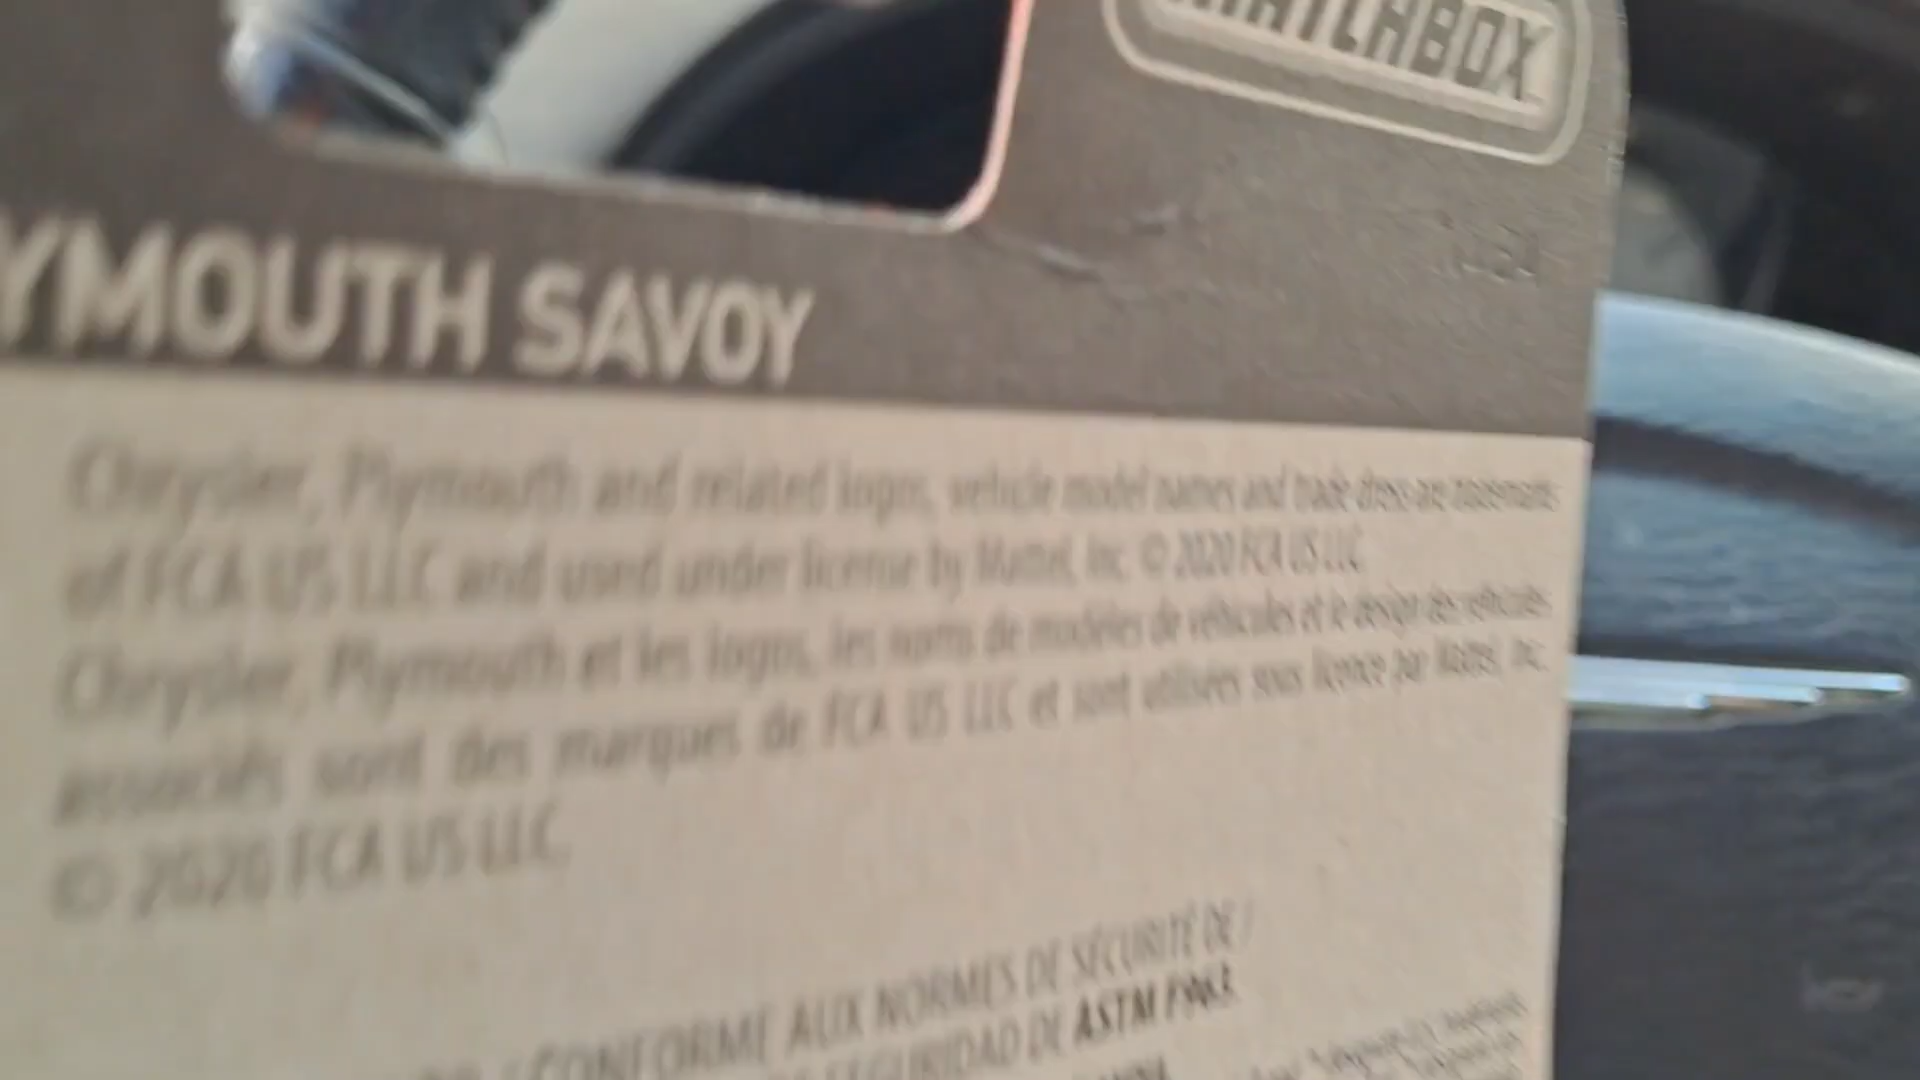 MATCHBOX
YMOUTH SAVOY
Chrysler, Plymouth and related logos, vehicle model names and trade dress are trademarks
of FCA US LLC and used under license by Mattel, Inc. © 2020 FCA US LLC
Chrysler, Plymouth et les logos, les noms de modèles de véhicules et le design des véhicules
associés sont des marques de FCA US LLC et sont utilisées sous licence par Mattel, Inc.
© 2020 FCA US LLC
CONFORME AUX NORMES DE SÉCURITÉ DE /
SEGURIDAD DE ASTM F963.